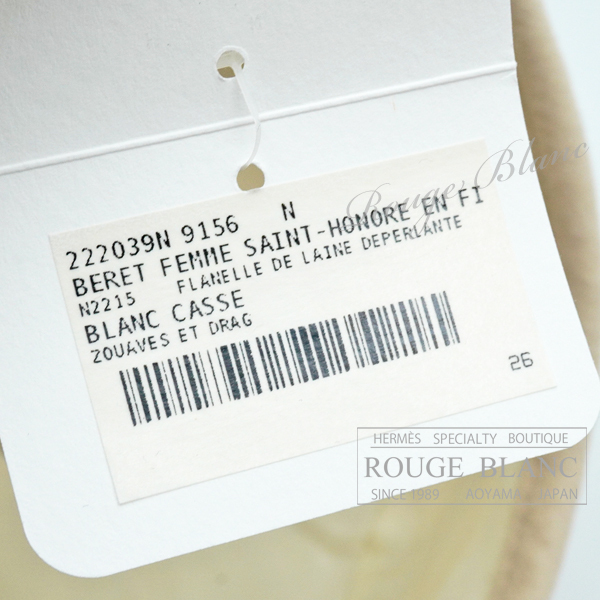 Rouge Blanc
222039N 9156 N
BERET FEMME SAINT-HONORE EN FI
N2215 FLANELLE DE LAINE DEPERLANTE
BLANC CASSE
ZOUAVES ET DRAG
26
HERMÈS SPECIALTY BOUTIQUE
ROUGE BLANC
SINCE 1989 AOYAMA JAPAN